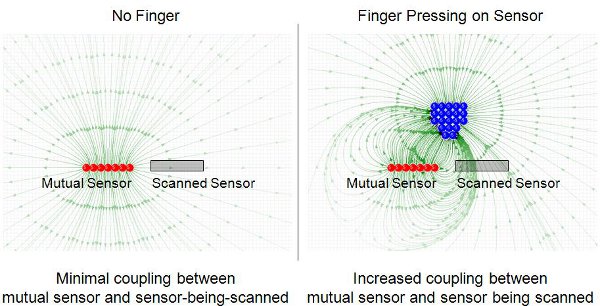 No Finger
Finger Pressing on Sensor
Mutual Sensor
Scanned Sensor
Mutual Sensor
Scanned Sensor
Minimal coupling between
mutual sensor and sensor-being-scanned
Increased coupling between
mutual sensor and sensor being scanned